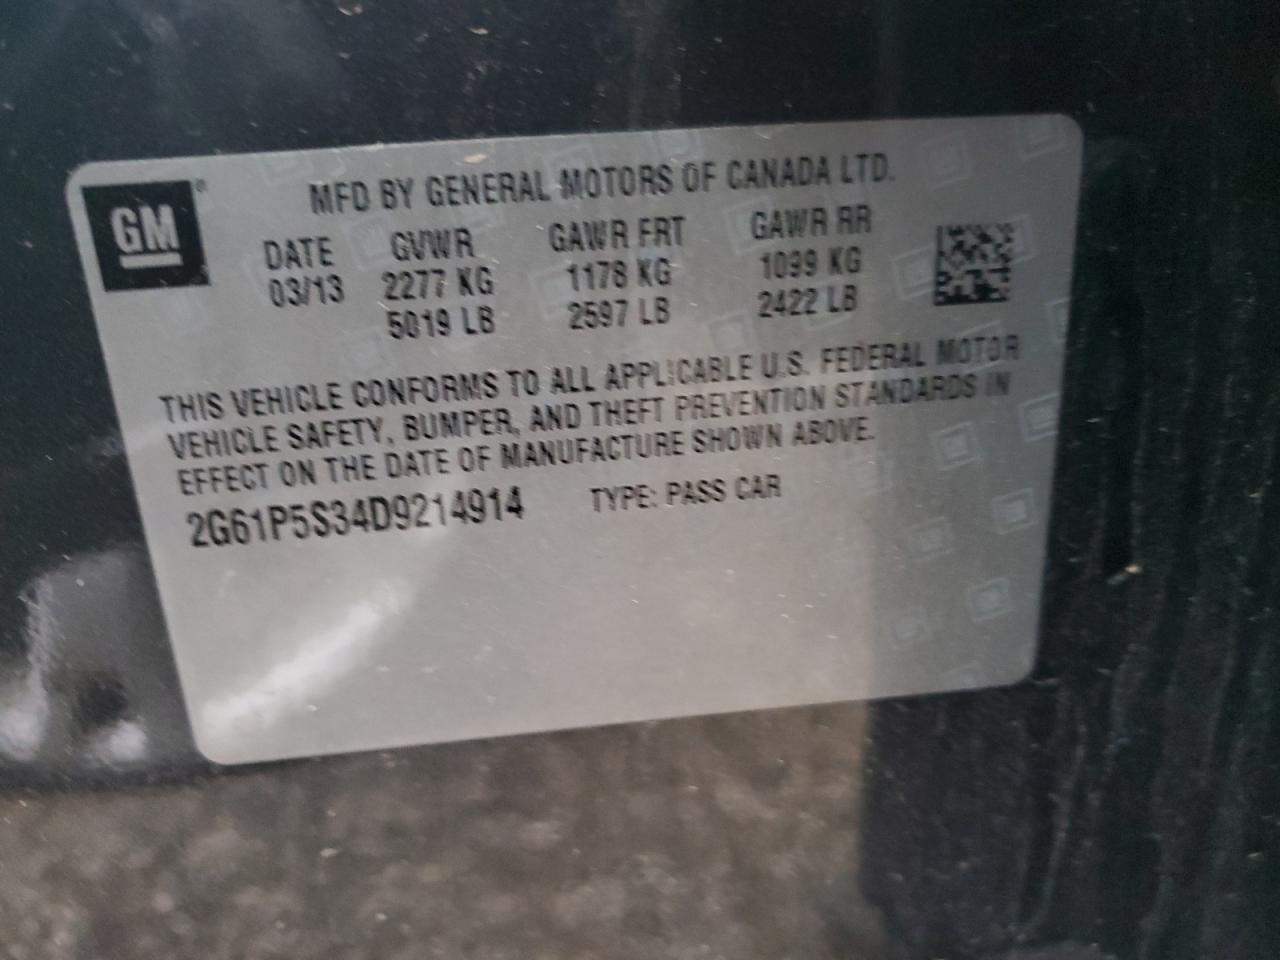 GM
MFD BY GENERAL MOTORS OF CANADA LTD.
DATE GVWR GAWR FRT GAWR RR
03/13 2277 KG 1178 KG 1099 KG
5019 LB 2597 LB 2422 LB
THIS VEHICLE CONFORMS TO ALL APPLICABLE U.S. FEDERAL MOTOR
VEHICLE SAFETY, BUMPER, AND THEFT PREVENTION STANDARDS IN
EFFECT ON THE DATE OF MANUFACTURE SHOWN ABOVE.
2G61P5S34D9214914 TYPE: PASS CAR